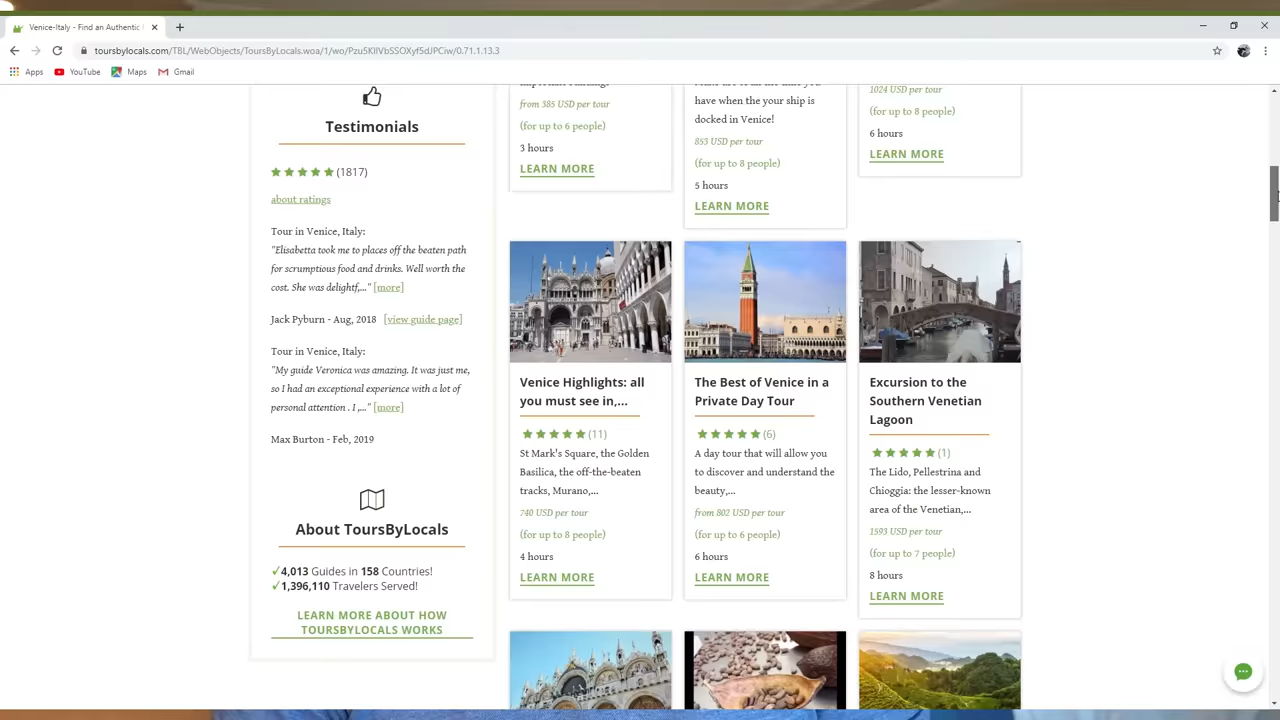 Venice-Italy - Find an Authentic
toursbylocals.com/TBL/WebObjects/ToursByLocals.woa/1/wo/Pzu5KIlVbSSOXyf5dJPCiw/0.71.1.13.3
Apps
YouTube
Maps
Gmail
Testimonials
(1817)
about ratings
Tour in Venice, Italy:
"Elisabetta took me to places off the beaten path
for scrumptious food and drinks. Well worth the
cost. She was delightf,..." [more]
Jack Pyburn - Aug, 2018 [view guide page]
Tour in Venice, Italy:
"My guide Veronica was amazing. It was just me,
so I had an exceptional experience with a lot of
personal attention . I ,..." [more]
Max Burton - Feb, 2019
About ToursByLocals
✓4,013 Guides in 158 Countries!
✓1,396,110 Travelers Served!
LEARN MORE ABOUT HOW
TOURSBYLOCALS WORKS
from 385 USD per tour
(for up to 6 people)
3 hours
LEARN MORE
have when the your ship is
docked in Venice!
853 USD per tour
(for up to 8 people)
5 hours
LEARN MORE
1024 USD per tour
(for up to 8 people)
6 hours
LEARN MORE
Venice Highlights: all
you must see in,...
(11)
St Mark's Square, the Golden
Basilica, the off-the-beaten
tracks, Murano,...
740 USD per tour
(for up to 8 people)
4 hours
LEARN MORE
The Best of Venice in a
Private Day Tour
(6)
A day tour that will allow you
to discover and understand the
beauty,...
from 802 USD per tour
(for up to 6 people)
6 hours
LEARN MORE
Excursion to the
Southern Venetian
Lagoon
(1)
The Lido, Pellestrina and
Chioggia: the lesser-known
area of the Venetian,...
1593 USD per tour
(for up to 7 people)
8 hours
LEARN MORE